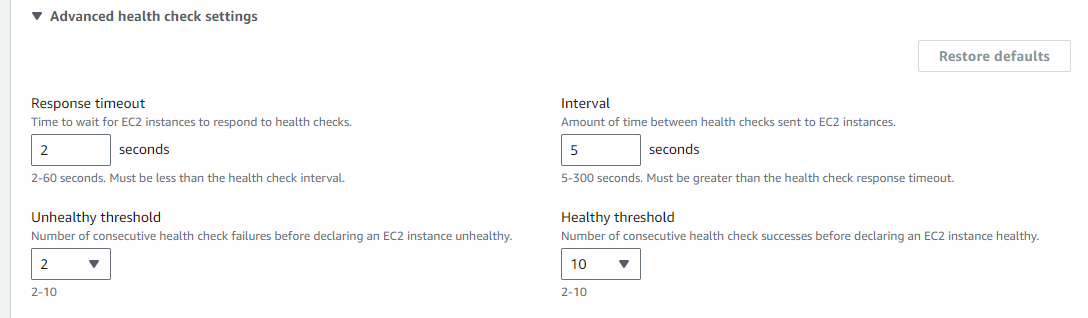 Advanced health check settings
Restore defaults
Response timeout
Time to wait for EC2 instances to respond to health checks.
2 seconds
2-60 seconds. Must be less than the health check interval.
Interval
Amount of time between health checks sent to EC2 instances.
5 seconds
5-300 seconds. Must be greater than the health check response timeout.
Unhealthy threshold
Number of consecutive health check failures before declaring an EC2 instance unhealthy.
2
2-10
Healthy threshold
Number of consecutive health check successes before declaring an EC2 instance healthy.
10
2-10